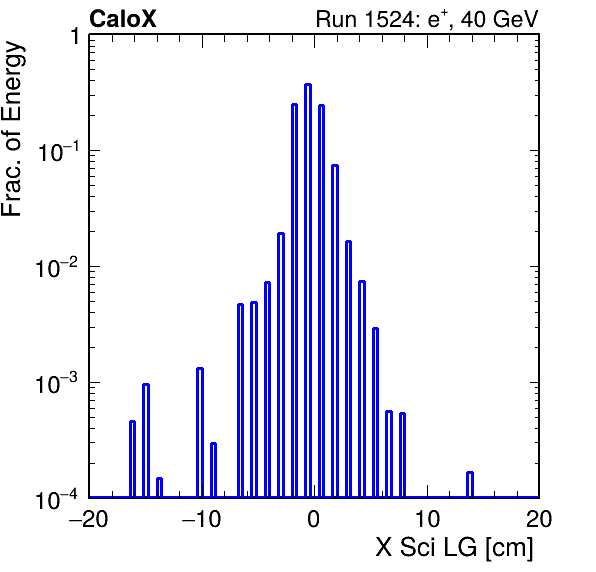 CaloX Run 1524: e⁺, 40 GeV
Frac. of Energy
1
10⁻¹
10⁻²
10⁻³
10⁻⁴
−20 −10 0 10 20
X Sci LG [cm]